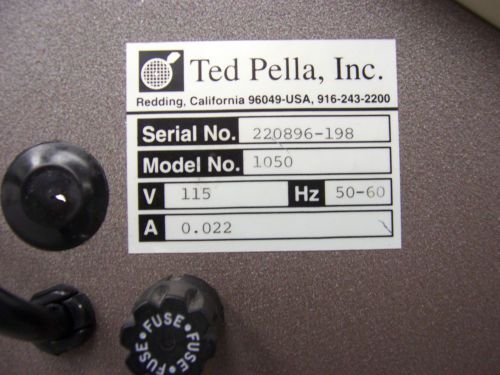 Ted Pella, Inc.
Redding, California 96049-USA, 916-243-2200
Serial No. 220896-198
Model No. 1050
V 115 Hz 50-60
A 0.022
FUSE FUSE FUSE